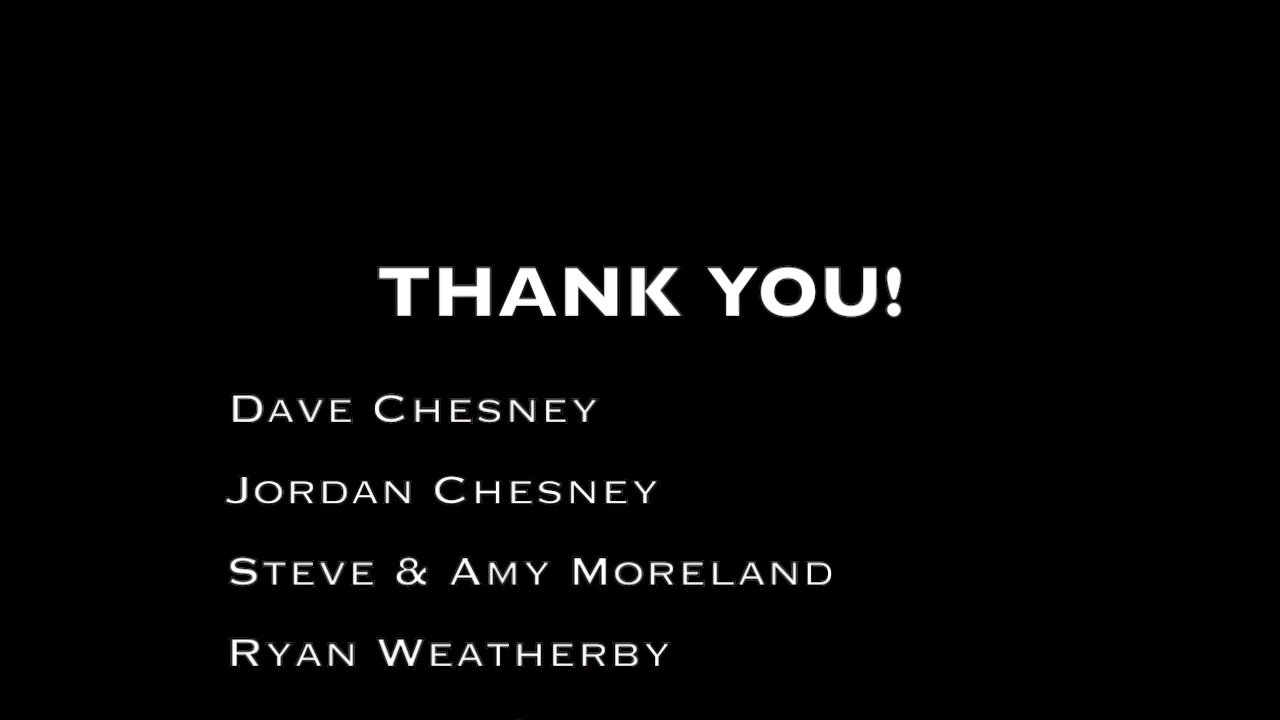 THANK YOU!
Dave Chesney
Jordan Chesney
Steve & Amy Moreland
Ryan Weatherby